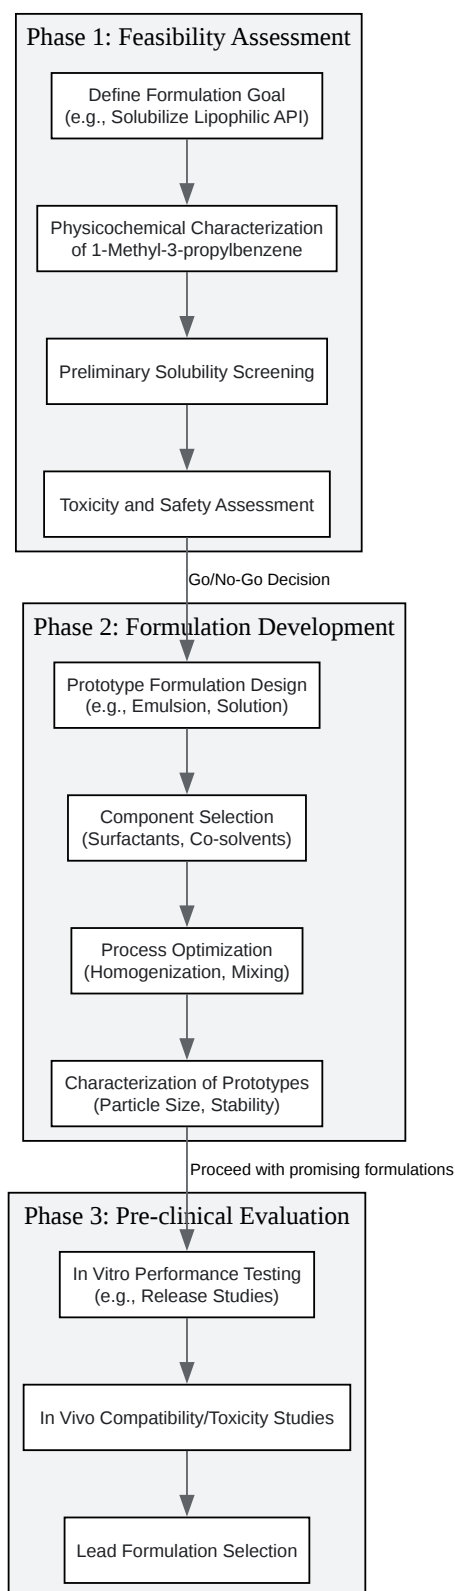 Phase 1: Feasibility Assessment
Define Formulation Goal
(e.g., Solubilize Lipophilic API)
Physicochemical Characterization
of 1-Methyl-3-propylbenzene
Preliminary Solubility Screening
Toxicity and Safety Assessment
Go/No-Go Decision
Phase 2: Formulation Development
Prototype Formulation Design
(e.g., Emulsion, Solution)
Component Selection
(Surfactants, Co-solvents)
Process Optimization
(Homogenization, Mixing)
Characterization of Prototypes
(Particle Size, Stability)
Proceed with promising formulations
Phase 3: Pre-clinical Evaluation
In Vitro Performance Testing
(e.g., Release Studies)
In Vivo Compatibility/Toxicity Studies
Lead Formulation Selection